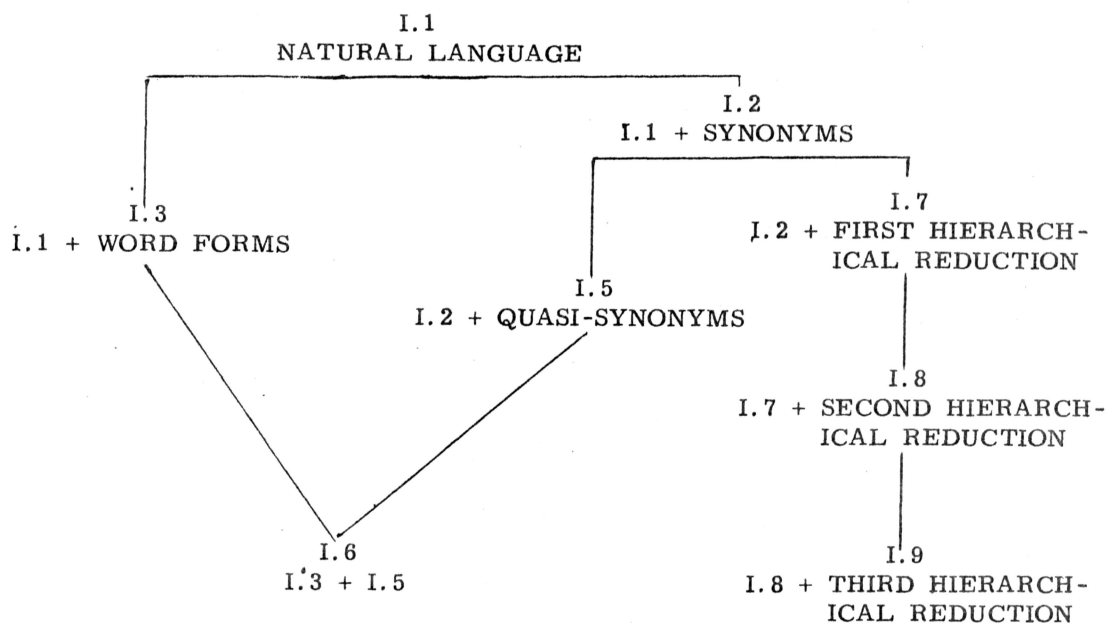 I.1
NATURAL LANGUAGE
I.2
I.1 + SYNONYMS
I.3
I.1 + WORD FORMS
I.7
I.2 + FIRST HIERARCH-
ICAL REDUCTION
I.5
I.2 + QUASI-SYNONYMS
I.8
I.7 + SECOND HIERARCH-
ICAL REDUCTION
I.6
I.3 + I.5
I.9
I.8 + THIRD HIERARCH-
ICAL REDUCTION